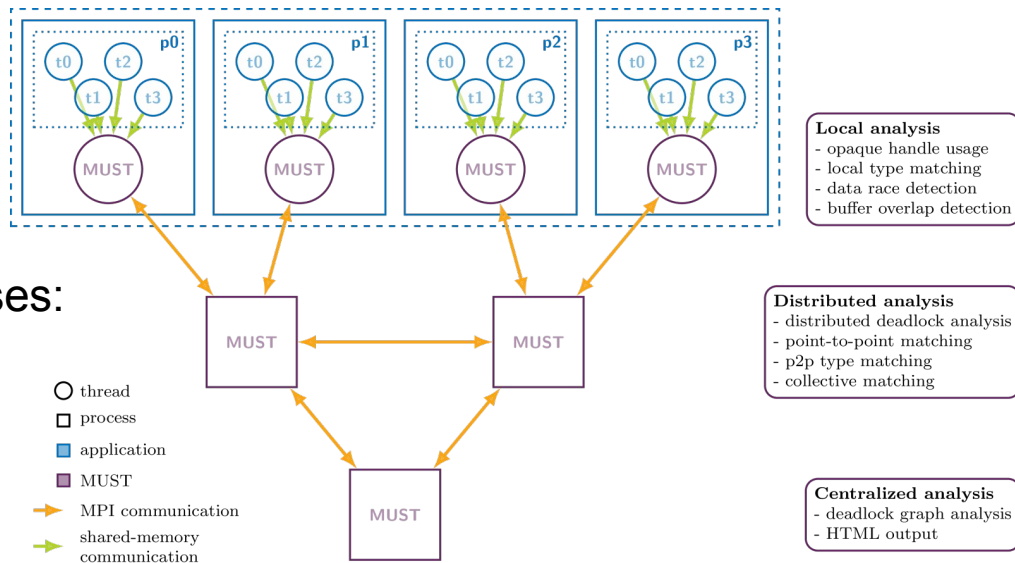 p0
t0
t2
t1
t3
MUST
p1
t0
t2
t1
t3
MUST
p2
t0
t2
t1
t3
MUST
p3
t0
t2
t1
t3
MUST
Local analysis
- opaque handle usage
- local type matching
- data race detection
- buffer overlap detection
ses:
MUST
MUST
Distributed analysis
- distributed deadlock analysis
- point-to-point matching
- p2p type matching
- collective matching
thread
process
application
MUST
MPI communication
shared-memory
communication
MUST
Centralized analysis
- deadlock graph analysis
- HTML output